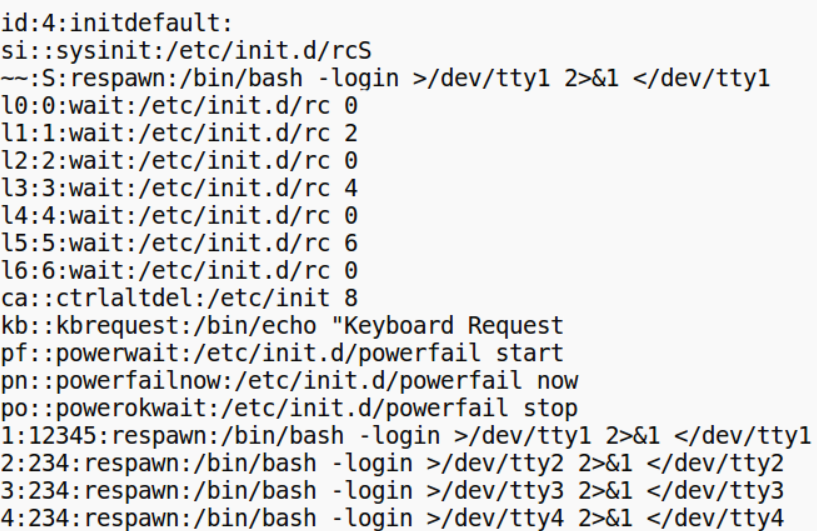 id:4:initdefault:
si::sysinit:/etc/init.d/rcS
~~:S:respawn:/bin/bash -login >/dev/tty1 2>&1 </dev/tty1
l0:0:wait:/etc/init.d/rc 0
l1:1:wait:/etc/init.d/rc 2
l2:2:wait:/etc/init.d/rc 0
l3:3:wait:/etc/init.d/rc 4
l4:4:wait:/etc/init.d/rc 0
l5:5:wait:/etc/init.d/rc 6
l6:6:wait:/etc/init.d/rc 0
ca::ctrlaltdel:/etc/init 8
kb::kbrequest:/bin/echo "Keyboard Request
pf::powerwait:/etc/init.d/powerfail start
pn::powerfailnow:/etc/init.d/powerfail now
po::powerokwait:/etc/init.d/powerfail stop
1:12345:respawn:/bin/bash -login >/dev/tty1 2>&1 </dev/tty1
2:234:respawn:/bin/bash -login >/dev/tty2 2>&1 </dev/tty2
3:234:respawn:/bin/bash -login >/dev/tty3 2>&1 </dev/tty3
4:234:respawn:/bin/bash -login >/dev/tty4 2>&1 </dev/tty4